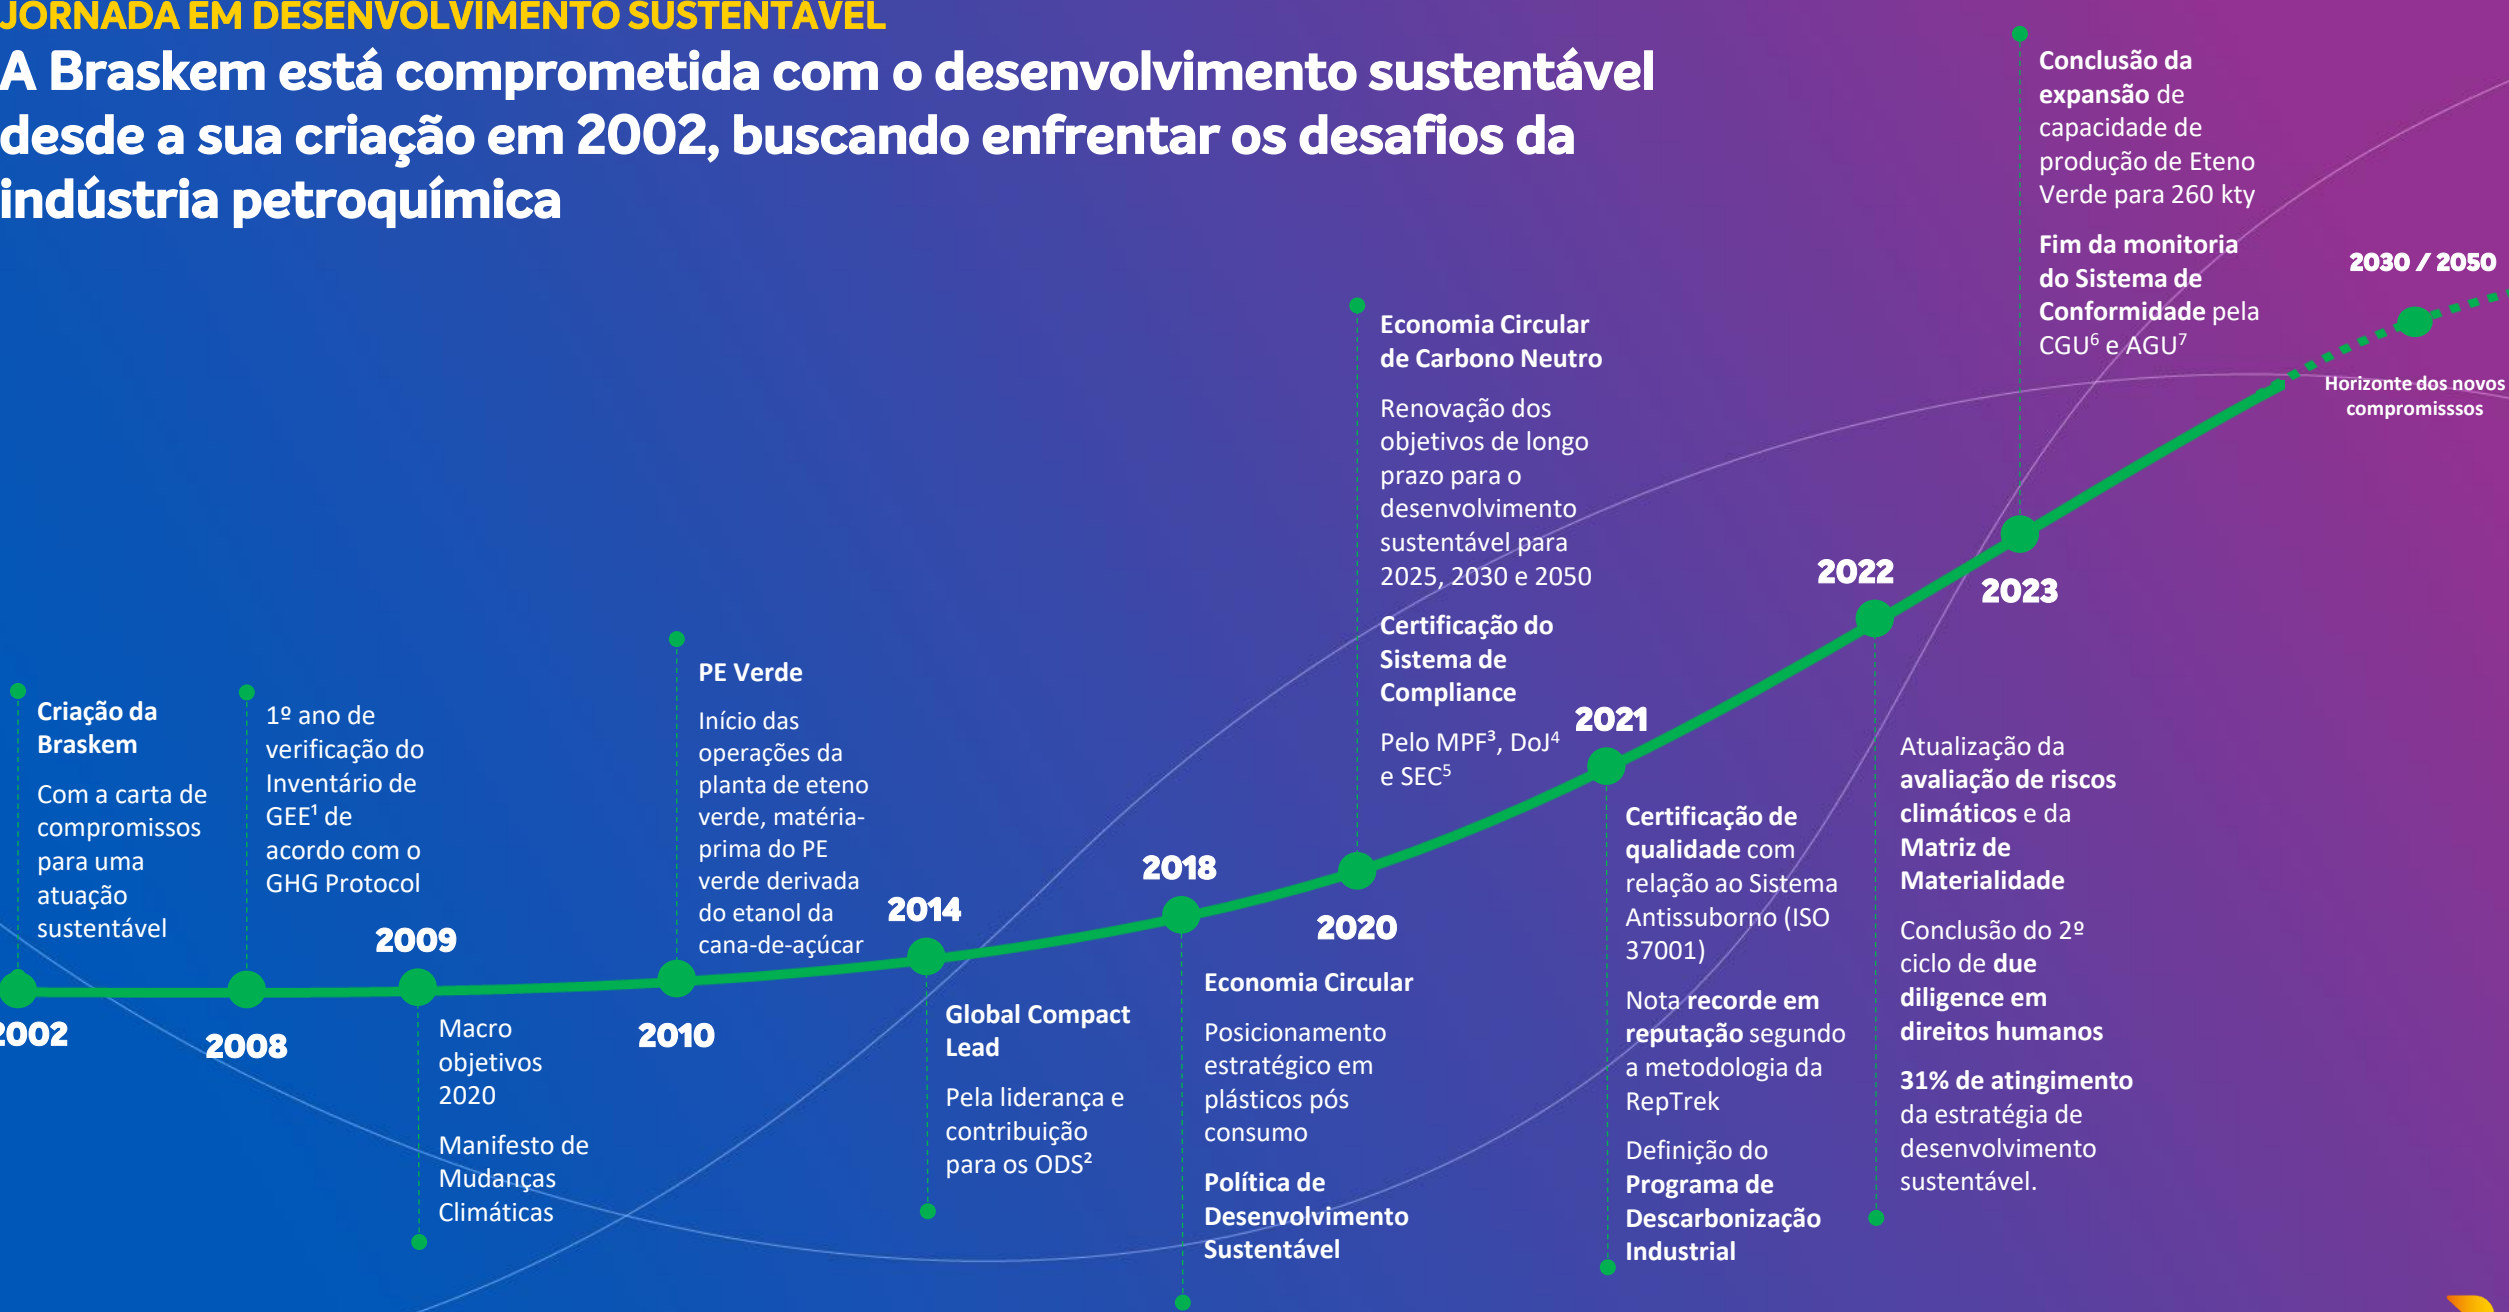 JORNADA EM DESENVOLVIMENTO SUSTENTÁVEL
A Braskem está comprometida com o desenvolvimento sustentável
desde a sua criação em 2002, buscando enfrentar os desafios da
indústria petroquímica
Criação da
Braskem
Com a carta de
compromissos
para uma
atuação
sustentável
2002
1º ano de
verificação do
Inventário de
GEE¹ de
acordo com o
GHG Protocol
2008
2009
Macro
objetivos
2020
Manifesto de
Mudanças
Climáticas
PE Verde
Início das
operações da
planta de eteno
verde, matéria-
prima do PE
verde derivada
do etanol da
cana-de-açúcar
2010
2014
Global Compact
Lead
Pela liderança e
contribuição
para os ODS²
2018
Economia Circular
Posicionamento
estratégico em
plásticos pós
consumo
Política de
Desenvolvimento
Sustentável
Economia Circular
de Carbono Neutro
Renovação dos
objetivos de longo
prazo para o
desenvolvimento
sustentável para
2025, 2030 e 2050
Certificação do
Sistema de
Compliance
Pelo MPF³, DoJ⁴
e SEC⁵
2020
2021
Certificação de
qualidade com
relação ao Sistema
Antissuborno (ISO
37001)
Nota recorde em
reputação segundo
a metodologia da
RepTrek
Definição do
Programa de
Descarbonização
Industrial
2022
Atualização da
avaliação de riscos
climáticos e da
Matriz de
Materialidade
Conclusão do 2º
ciclo de due
diligence em
direitos humanos
31% de atingimento
da estratégia de
desenvolvimento
sustentável.
Conclusão da
expansão de
capacidade de
produção de Eteno
Verde para 260 kty
Fim da monitoria
do Sistema de
Conformidade pela
CGU⁶ e AGU⁷
2023
2030 / 2050
Horizonte dos novos
compromisssos